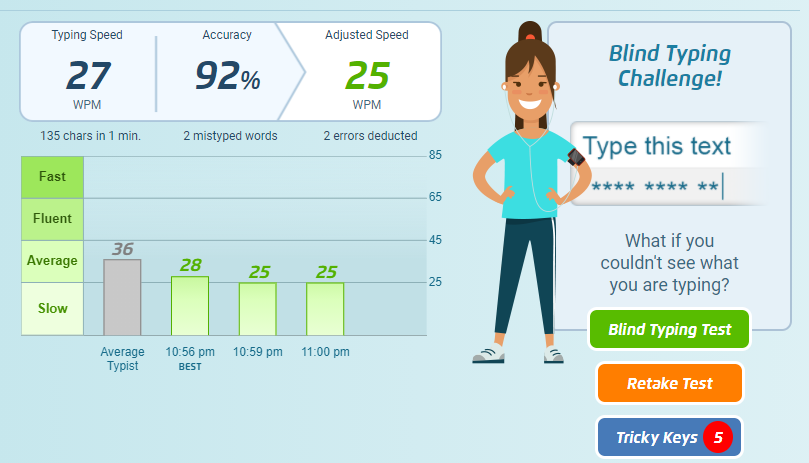 Typing Speed
Accuracy
Adjusted Speed
27
92%
25
WPM
WPM
135 chars in 1 min.
2 mistyped words
2 errors deducted
85
Fast
65
Fluent
45
Average
25
Slow
36
28
25
25
Average
Typist
10:56 pm
BEST
10:59 pm
11:00 pm
Blind Typing
Challenge!
Type this text
**** **** **|
What if you
couldn't see what
you are typing?
Blind Typing Test
Retake Test
Tricky Keys 5